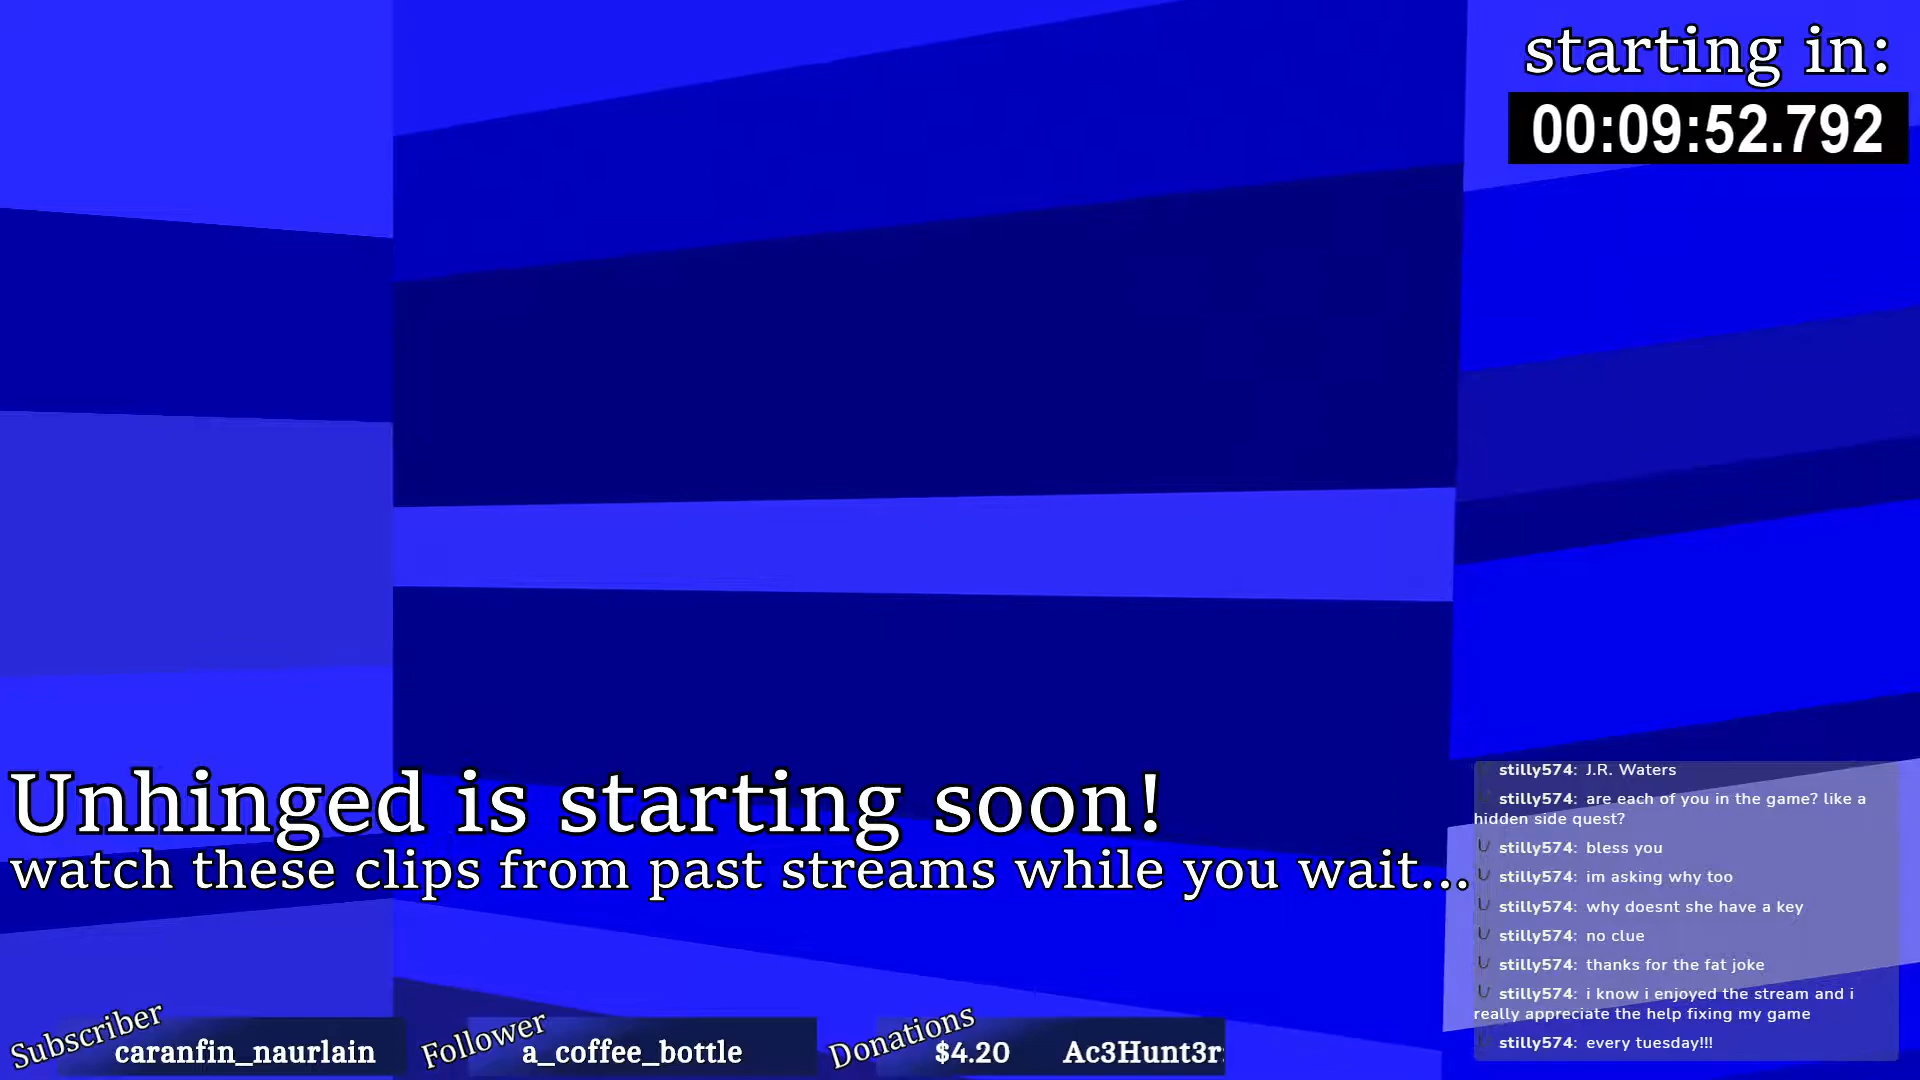 starting in:
00:09:52.792
Unhinged is starting soon!
watch these clips from past streams while you wait...
stilly574: J.R. Waters
stilly574: are each of you in the game? like a
hidden side quest?
stilly574: bless you
stilly574: im asking why too
stilly574: why doesnt she have a key
stilly574: no clue
stilly574: thanks for the fat joke
stilly574: i know i enjoyed the stream and i
really appreciate the help fixing my game
stilly574: every tuesday!!!
Subscriber
caranfin_naurlain
Follower
a_coffee_bottle
Donations
$4.20 Ac3Hunt3r